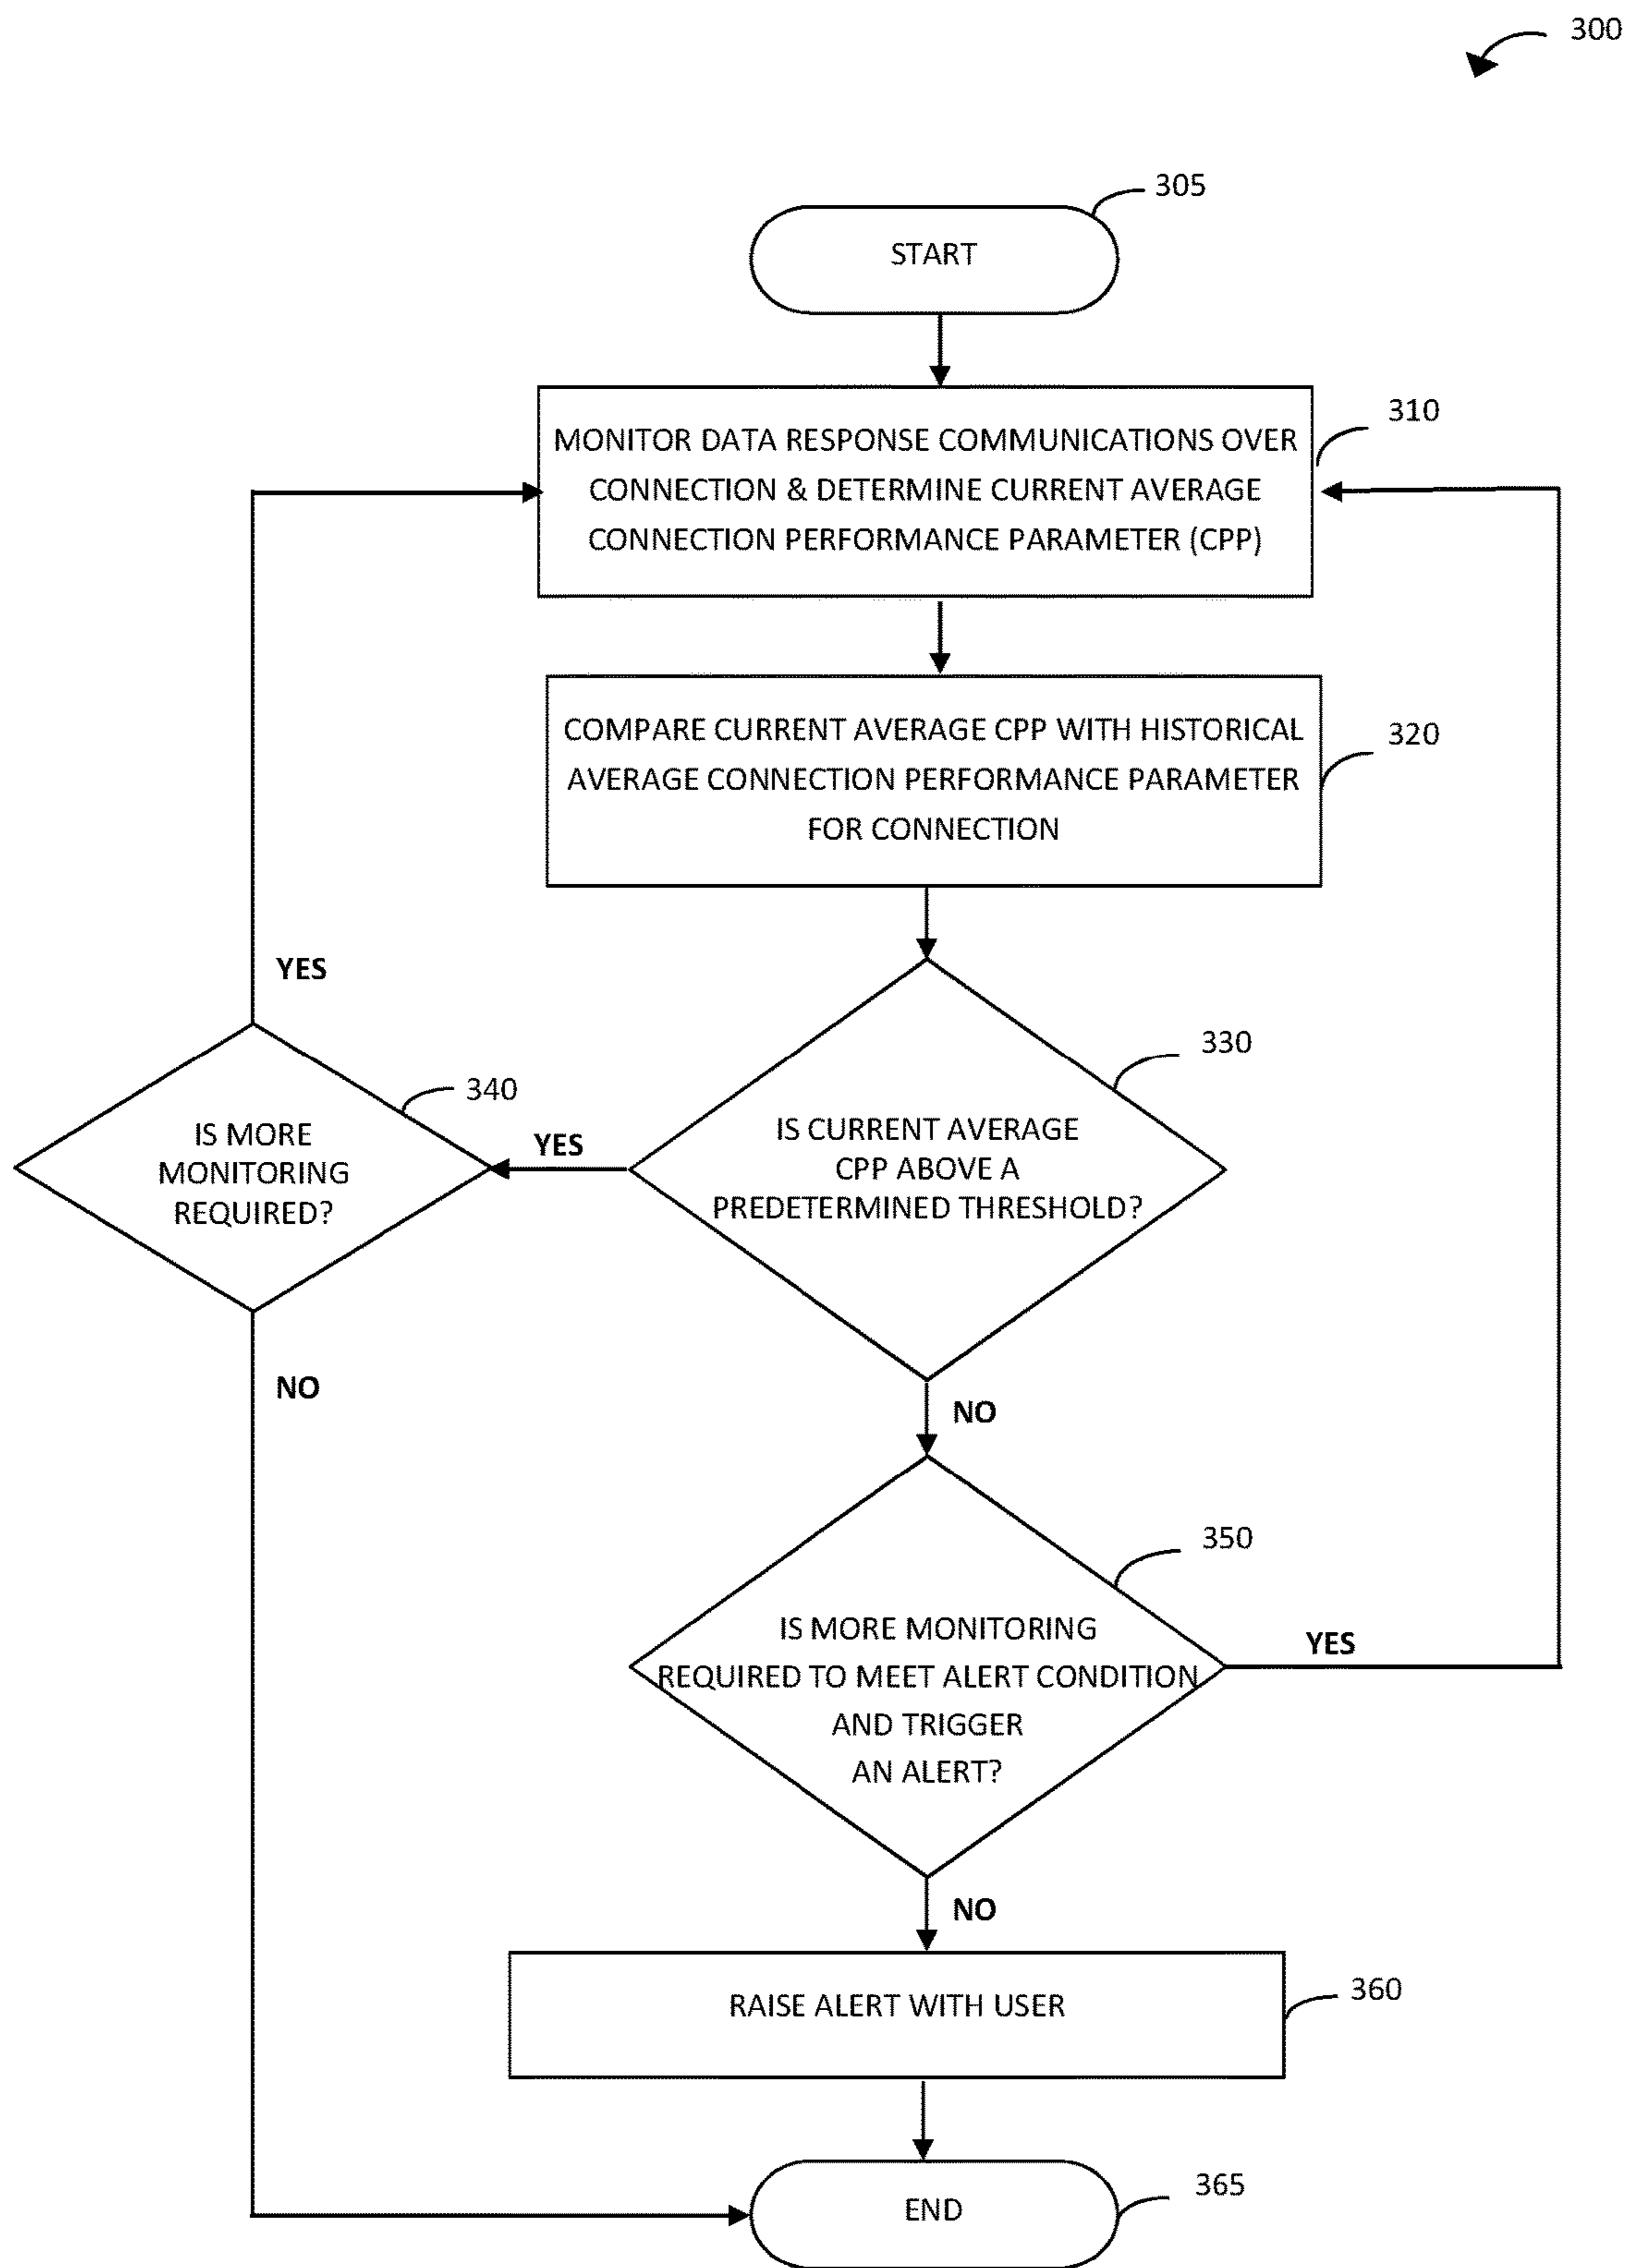 300
305
START
310
MONITOR DATA RESPONSE COMMUNICATIONS OVER
CONNECTION & DETERMINE CURRENT AVERAGE
CONNECTION PERFORMANCE PARAMETER (CPP)
320
COMPARE CURRENT AVERAGE CPP WITH HISTORICAL
AVERAGE CONNECTION PERFORMANCE PARAMETER
FOR CONNECTION
YES
330
340
IS MORE
MONITORING
REQUIRED?
YES
IS CURRENT AVERAGE
CPP ABOVE A
PREDETERMINED THRESHOLD?
NO
NO
350
IS MORE MONITORING
REQUIRED TO MEET ALERT CONDITION
AND TRIGGER
AN ALERT?
YES
NO
360
RAISE ALERT WITH USER
365
END